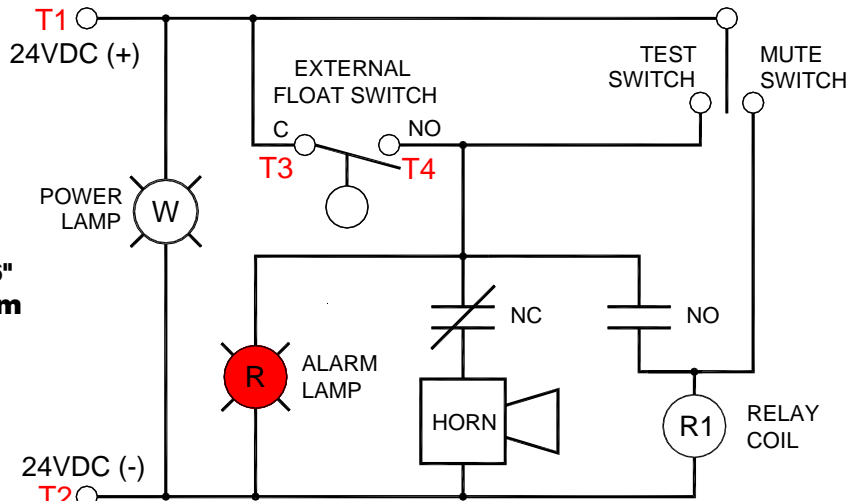 T1
24VDC (+)
EXTERNAL
FLOAT SWITCH
TEST
SWITCH
MUTE
SWITCH
C
NO
T3
T4
POWER
LAMP
W
NC
NO
R
ALARM
LAMP
HORN
R1
RELAY
COIL
24VDC (-)
T2